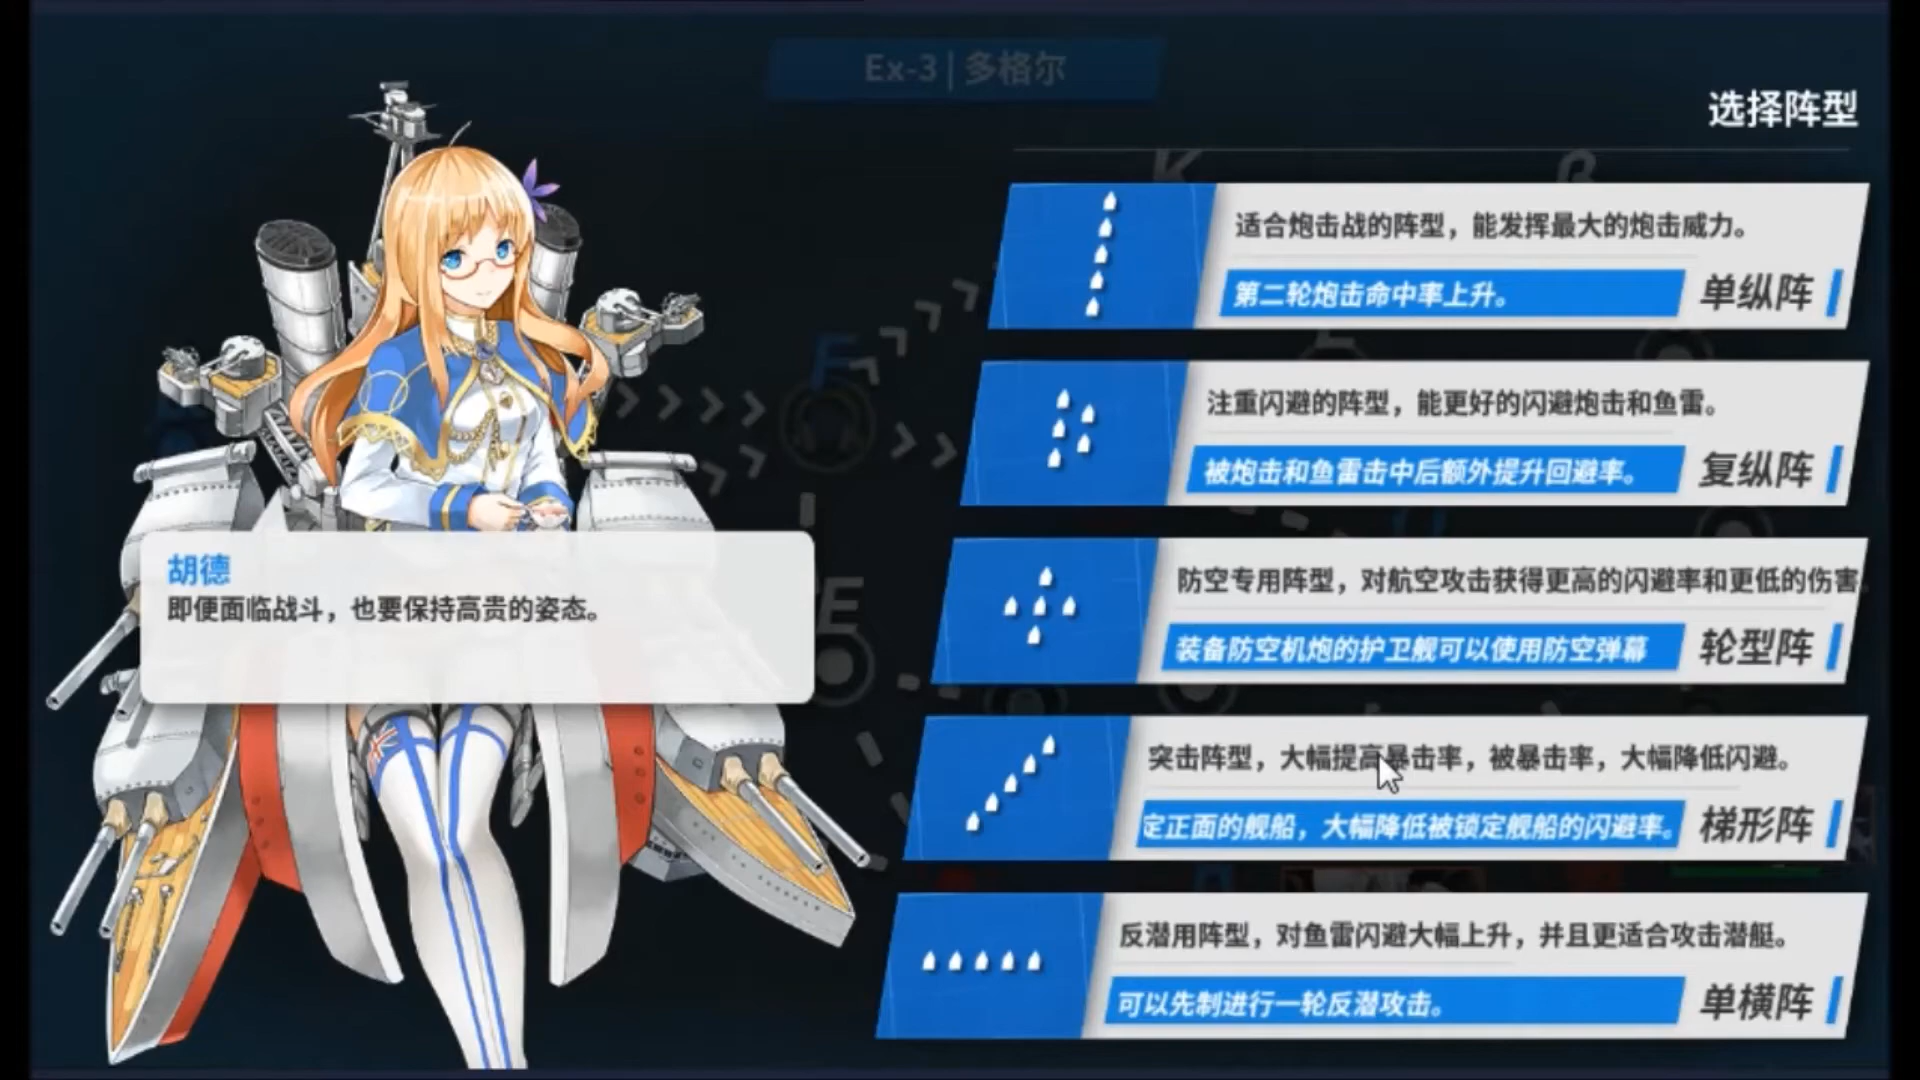 Ex-3 | 多格尔
选择阵型
适合炮击战的阵型，能发挥最大的炮击威力。
第二轮炮击命中率上升。
单纵阵
注重闪避的阵型，能更好的闪避炮击和鱼雷。
被炮击和鱼雷击中后额外提升回避率。
复纵阵
防空专用阵型，对航空攻击获得更高的闪避率和更低的伤害
装备防空机炮的护卫舰可以使用防空弹幕
轮型阵
突击阵型，大幅提高暴击率，被暴击率，大幅降低闪避。
定正面的舰船，大幅降低被锁定舰船的闪避率。
梯形阵
反潜用阵型，对鱼雷闪避大幅上升，并且更适合攻击潜艇。
可以先制进行一轮反潜攻击。
单横阵
胡德
即便面临战斗，也要保持高贵的姿态。
K
F
E